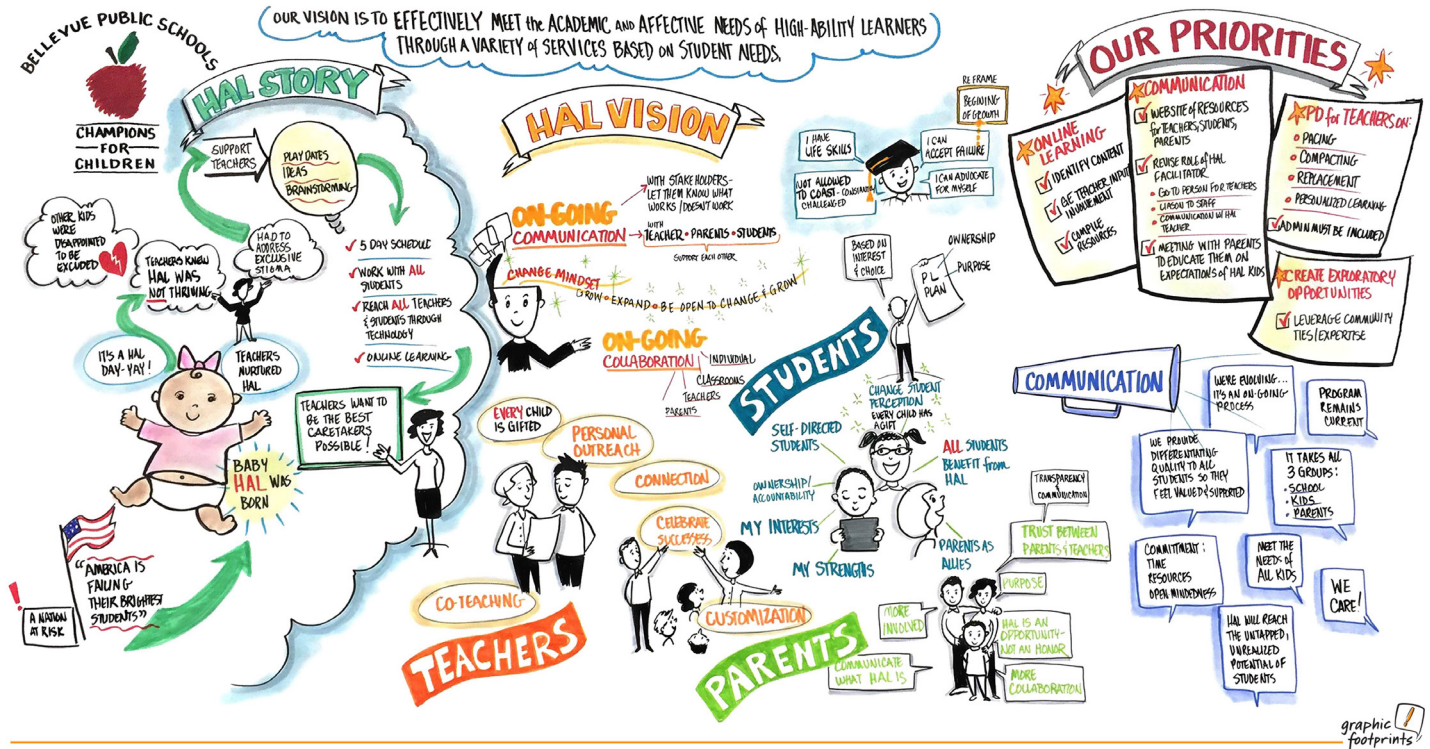 BELLEVUE PUBLIC SCHOOLS
CHAMPIONS
FOR
CHILDREN
OUR VISION IS TO EFFECTIVELY MEET the ACADEMIC AND AFFECTIVE NEEDS OF HIGH-ABILITY LEARNERS
THROUGH A VARIETY of SERVICES BASED ON STUDENT NEEDS.
HAL STORY
SUPPORT
TEACHERS
PLAY DATES
IDEAS
BRAINSTORMING
OTHER KIDS
WERE
DISAPPOINTED
TO BE
EXCLUDED
TEACHERS KNEW
HAL WAS
NOT THRIVING
HAD TO
ADDRESS
EXCLUSIVE
STIGMA
5 DAY SCHEDULE
WORK WITH ALL
STUDENTS
REACH ALL TEACHERS
& STUDENTS THROUGH
TECHNOLOGY
ONLINE LEARNING
IT'S A HAL
DAY-YAY!
TEACHERS
NURTURED
HAL
TEACHERS WANT TO
BE THE BEST
CARETAKERS
POSSIBLE!
BABY
HAL WAS
BORN
"AMERICA IS
FAILING
THEIR BRIGHTEST
STUDENTS"
! A NATION
AT RISK
HAL VISION
ON-GOING
COMMUNICATION
WITH STAKEHOLDERS-
LET THEM KNOW WHAT
WORKS/DOESN'T WORK
WITH
TEACHER • PARENTS • STUDENTS
SUPPORT EACH OTHER
CHANGE MINDSET
GROW • EXPAND • BE OPEN TO CHANGE & GROW
ON-GOING
COLLABORATION
INDIVIDUAL
CLASSROOMS
TEACHERS
PARENTS
RE FRAME
BEGINING
OF GROWTH
I HAVE
LIFE SKILLS
I CAN
ACCEPT FAILURE
NOT ALLOWED
TO COAST- CONSTANTLY
CHALLENGED
I CAN ADVOCATE
FOR MYSELF
BASED ON
INTEREST
& CHOICE
PL
PLAN
OWNERSHIP
PURPOSE
STUDENTS
CHANGE STUDENT
PERCEPTION
EVERY CHILD HAS
A GIFT
SELF-DIRECTED
STUDENTS
OWNERSHIP/
ACCOUNTABILITY
MY INTERESTS
MY STRENGTHS
ALL STUDENTS
BENEFIT from
HAL
PARENTS AS
ALLIES
EVERY CHILD
IS GIFTED
PERSONAL
OUTREACH
CONNECTION
CELEBRATE
SUCCESSES
CO-TEACHING
CUSTOMIZATION
TEACHERS
PARENTS
TRANSPARENCY
& COMMUNICATION
TRUST BETWEEN
PARENTS & TEACHERS
PURPOSE
MORE
INVOLVED
HAL IS AN
OPPORTUNITY-
NOT AN HONOR
COMMUNICATE
WHAT HAL IS
MORE
COLLABORATION
OUR PRIORITIES
ONLINE
LEARNING
IDENTIFY CONTENT
TEACHER INPUT/
INVOLVEMENT
COMPILE
RESOURCES
COMMUNICATION
WEBSITE OF RESOURCES
for TEACHERS, STUDENTS,
PARENTS
REVISE ROLE OF HAL
FACILITATOR
• GO TO PERSON FOR TEACHERS
• LIASON TO STAFF
• COMMUNICATION W/ HAL
TEACHER
MEETING WITH PARENTS
TO EDUCATE THEM ON
EXPECTATIONS OF HAL KIDS
PD for TEACHERS ON:
• PACING
• COMPACTING
• REPLACEMENT
• PERSONALIZED LEARNING
ADMIN MUST BE INCLUDED
CREATE EXPLORATORY
OPPORTUNITIES
LEVERAGE COMMUNITY
TIES/EXPERTISE
COMMUNICATION
WE'RE EVOLVING...
IT'S AN ON-GOING
PROCESS
PROGRAM
REMAINS
CURRENT
WE PROVIDE
DIFFERENTIATING
QUALITY TO ALL
STUDENTS SO THEY
FEEL VALUED & SUPPORTED
IT TAKES ALL
3 GROUPS:
• SCHOOL
• KIDS
• PARENTS
COMMITMENT:
TIME
RESOURCES
OPEN MINDEDNESS
MEET THE
NEEDS OF
ALL KIDS
WE
CARE!
HAL WILL REACH
THE UNTAPPED,
UNREALIZED
POTENTIAL OF
STUDENTS
graphic
footprints